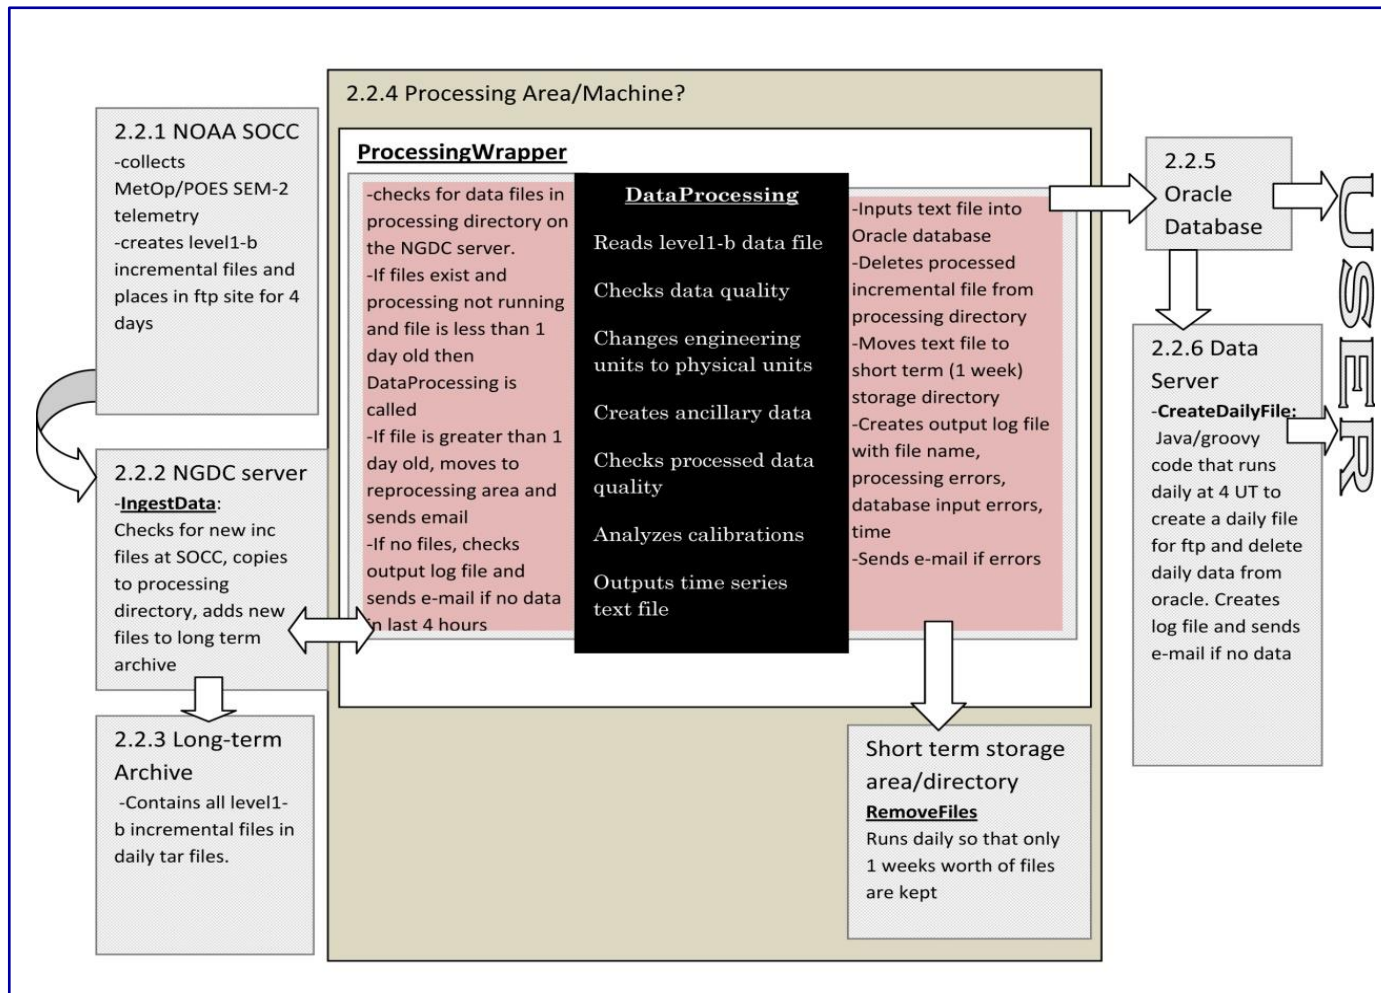 2.2.4 Processing Area/Machine?
2.2.1 NOAA SOCC
-collects
MetOp/POES SEM-2
telemetry
-creates level1-b
incremental files and
places in ftp site for 4
days
2.2.2 NGDC server
-IngestData:
Checks for new inc
files at SOCC, copies
to processing
directory, adds new
files to long term
archive
2.2.3 Long-term
Archive
-Contains all level1-
b incremental files in
daily tar files.
ProcessingWrapper
-checks for data files in
processing directory on
the NGDC server.
-If files exist and
processing not running
and file is less than 1
day old then
DataProcessing is
called
-If file is greater than 1
day old, moves to
reprocessing area and
sends email
-If no files, checks
output log file and
sends e-mail if no data
in last 4 hours
DataProcessing
Reads level1-b data file
Checks data quality
Changes engineering
units to physical units
Creates ancillary data
Checks processed data
quality
Analyzes calibrations
Outputs time series
text file
-Inputs text file into
Oracle database
-Deletes processed
incremental file from
processing directory
-Moves text file to
short term (1 week)
storage directory
-Creates output log file
with file name,
processing errors,
database input errors,
time
-Sends e-mail if errors
Short term storage
area/directory
RemoveFiles
Runs daily so that only
1 weeks worth of files
are kept
2.2.5
Oracle
Database
2.2.6 Data
Server
-CreateDailyFile:
Java/groovy
code that runs
daily at 4 UT to
create a daily file
for ftp and delete
daily data from
oracle. Creates
log file and sends
e-mail if no data
USER